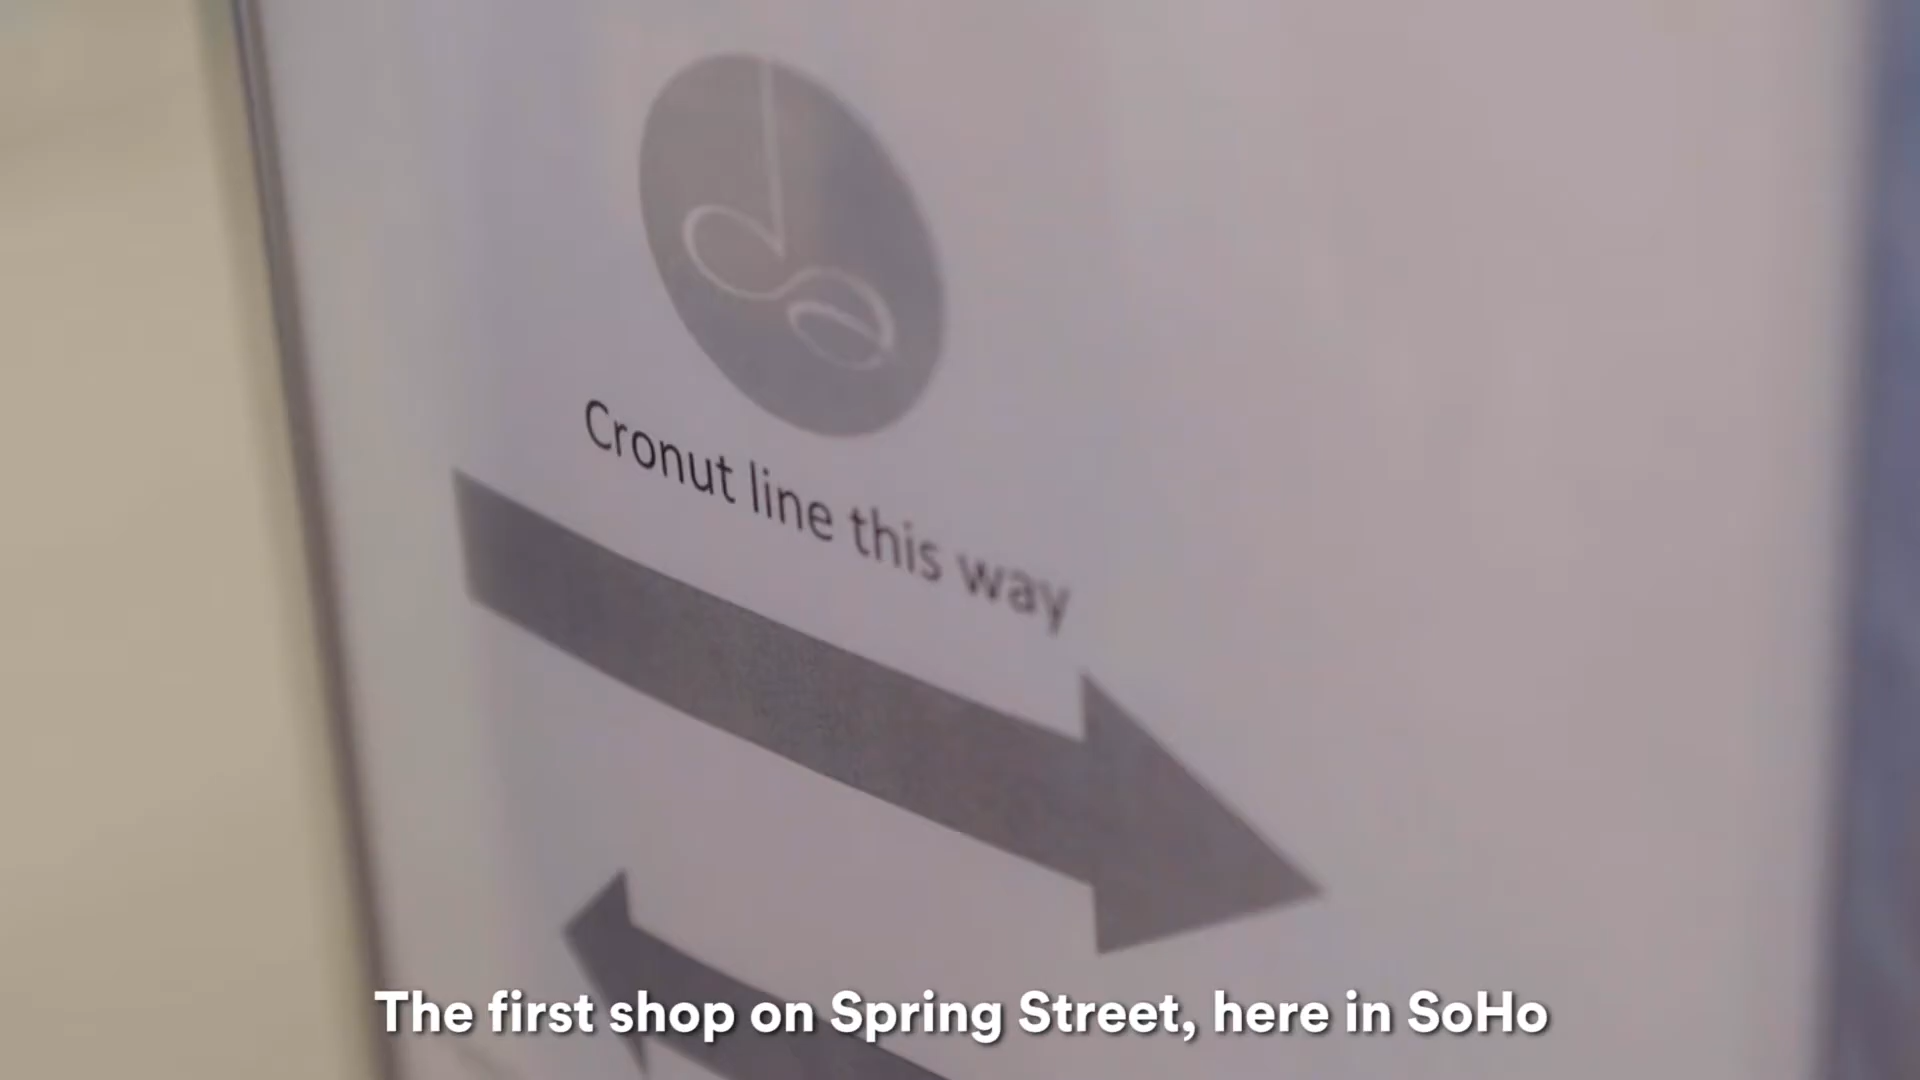 Cronut line this way
The first shop on Spring Street, here in SoHo